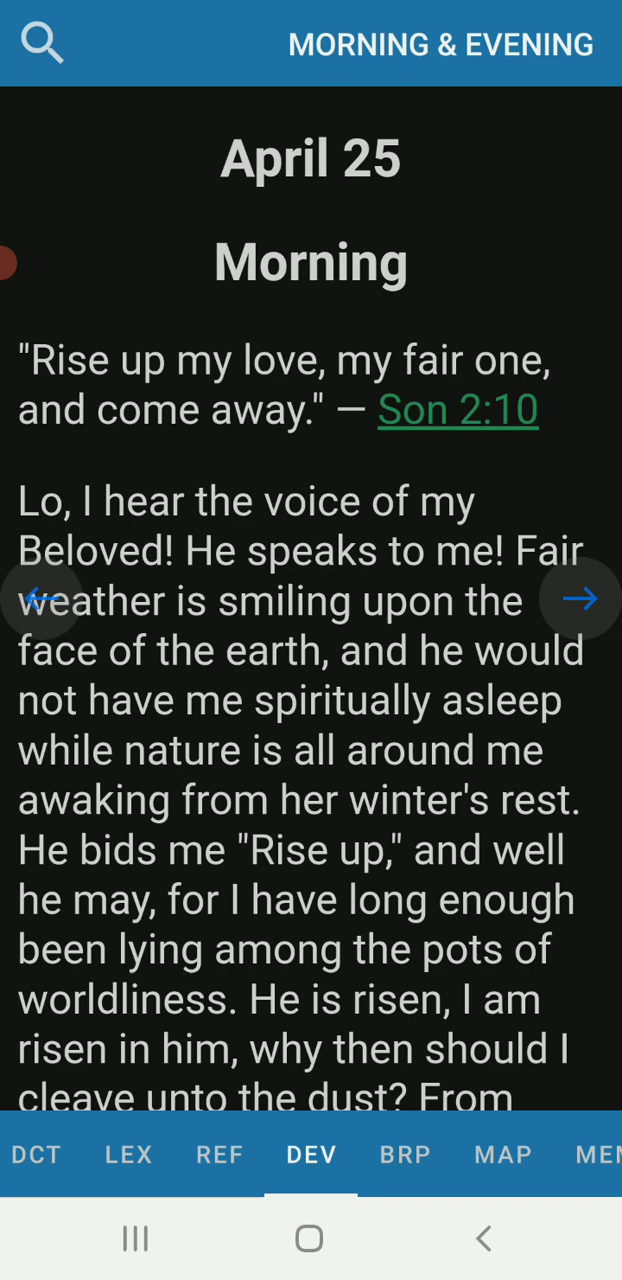 MORNING & EVENING
April 25
Morning
"Rise up my love, my fair one,
and come away." — Son 2:10
Lo, I hear the voice of my
Beloved! He speaks to me! Fair
weather is smiling upon the
face of the earth, and he would
not have me spiritually asleep
while nature is all around me
awaking from her winter's rest.
He bids me "Rise up," and well
he may, for I have long enough
been lying among the pots of
worldliness. He is risen, I am
risen in him, why then should I
cleave unto the dust? From
DCT LEX REF DEV BRP MAP MEM